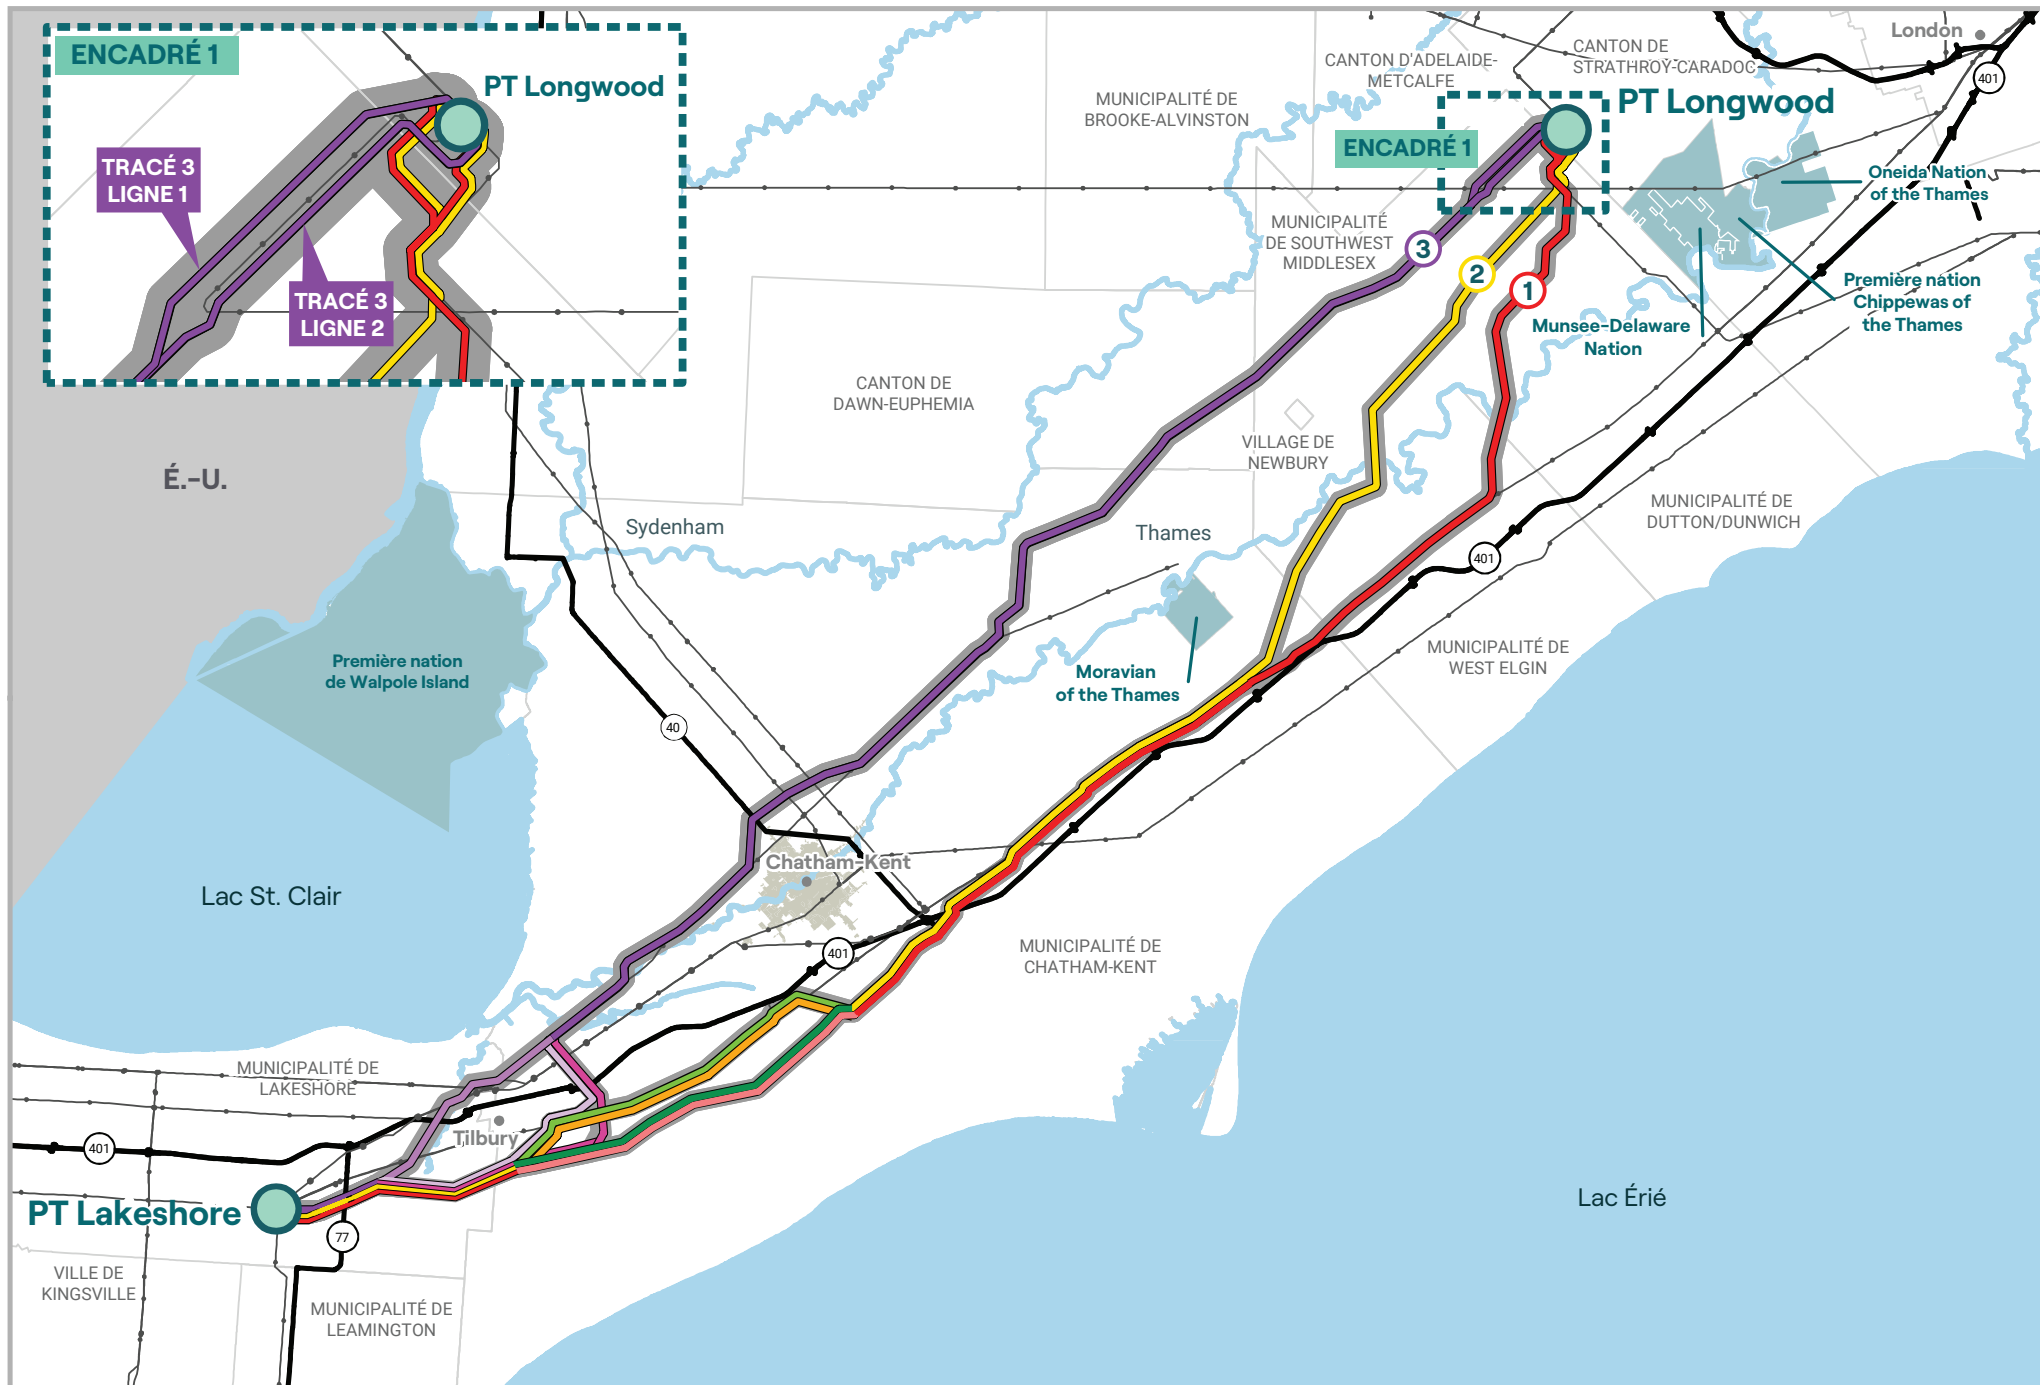 ENCADRÉ 1
PT Longwood
TRACÉ 3
LIGNE 1
TRACÉ 3
LIGNE 2
London
401
CANTON D'ADELAIDE-
METCALFE
CANTON DE
STRATHROY-CARADOC
MUNICIPALITÉ DE
BROOKE-ALVINSTON
PT Longwood
ENCADRÉ 1
Oneida Nation
of the Thames
MUNICIPALITÉ
DE SOUTHWEST
MIDDLESEX
3
2
1
Première nation
Chippewas of
the Thames
Munsee-Delaware
Nation
CANTON DE
DAWN-EUPHEMIA
VILLAGE DE
NEWBURY
É.-U.
MUNICIPALITÉ DE
DUTTON/DUNWICH
Sydenham
Thames
401
MUNICIPALITÉ DE
WEST ELGIN
Première nation
de Walpole Island
Moravian
of the Thames
40
Chatham-Kent
Lac St. Clair
401
MUNICIPALITÉ DE
CHATHAM-KENT
MUNICIPALITÉ DE
LAKESHORE
Tilbury
401
Lac Érié
PT Lakeshore
77
VILLE DE
KINGSVILLE
MUNICIPALITÉ DE
LEAMINGTON